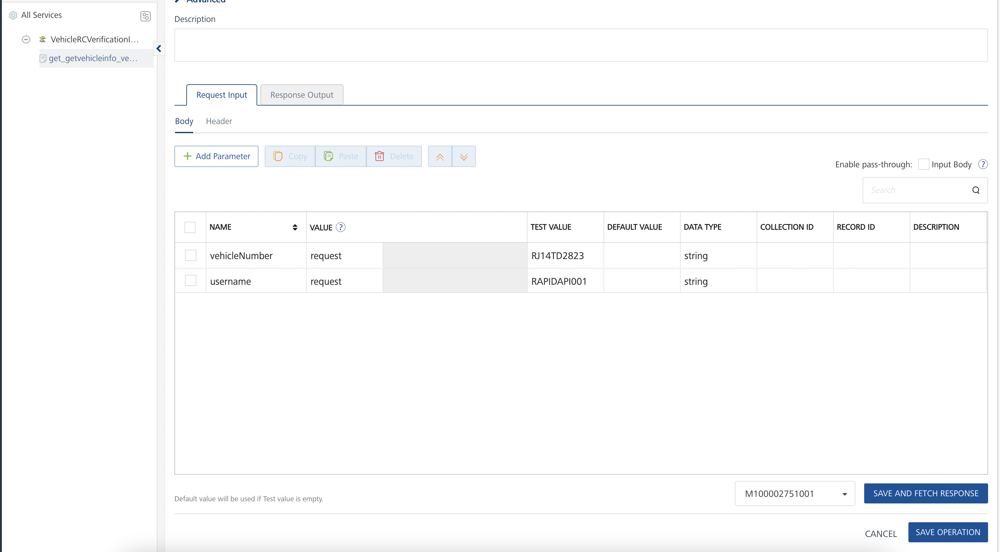 Advanced
All Services
VehicleRCVerificationI...
get_getvehicleinfo_ve...
Description
Request Input
Response Output
Body
Header
Add Parameter
Copy
Paste
Delete
Enable pass-through: Input Body ?
Search
NAME VALUE ? TEST VALUE DEFAULT VALUE DATA TYPE COLLECTION ID RECORD ID DESCRIPTION
vehicleNumber request RJ14TD2823 string
username request RAPIDAPI001 string
Default value will be used if Test value is empty.
M100002751001
SAVE AND FETCH RESPONSE
CANCEL
SAVE OPERATION